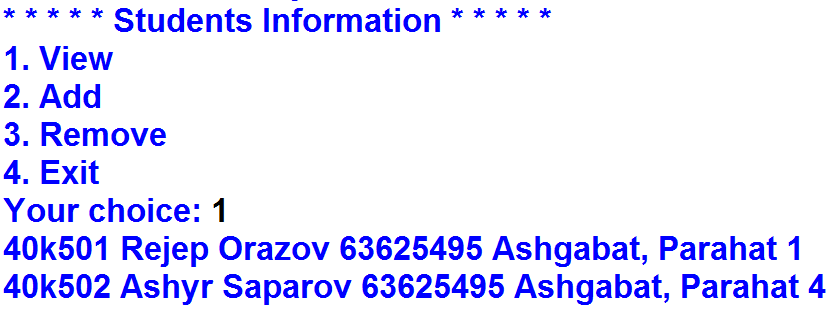 * * * * * Students Information * * * * *
1. View
2. Add
3. Remove
4. Exit
Your choice: 1
40k501 Rejep Orazov 63625495 Ashgabat, Parahat 1
40k502 Ashyr Saparov 63625495 Ashgabat, Parahat 4